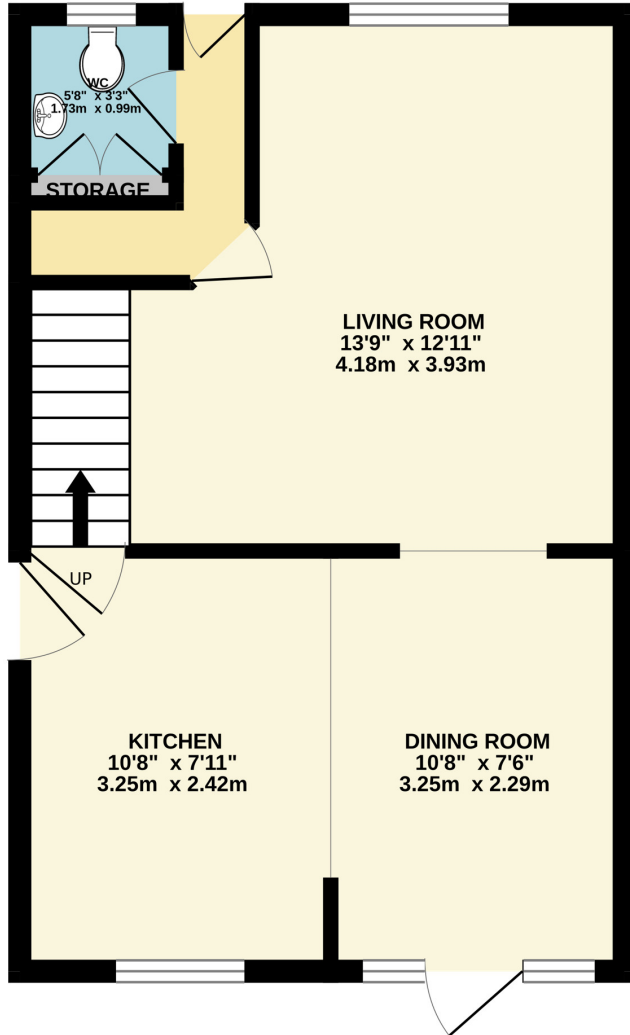 WC
5'8" x 3'3"
1.73m x 0.99m
STORAGE
LIVING ROOM
13'9" x 12'11"
4.18m x 3.93m
UP
KITCHEN
10'8" x 7'11"
3.25m x 2.42m
DINING ROOM
10'8" x 7'6"
3.25m x 2.29m